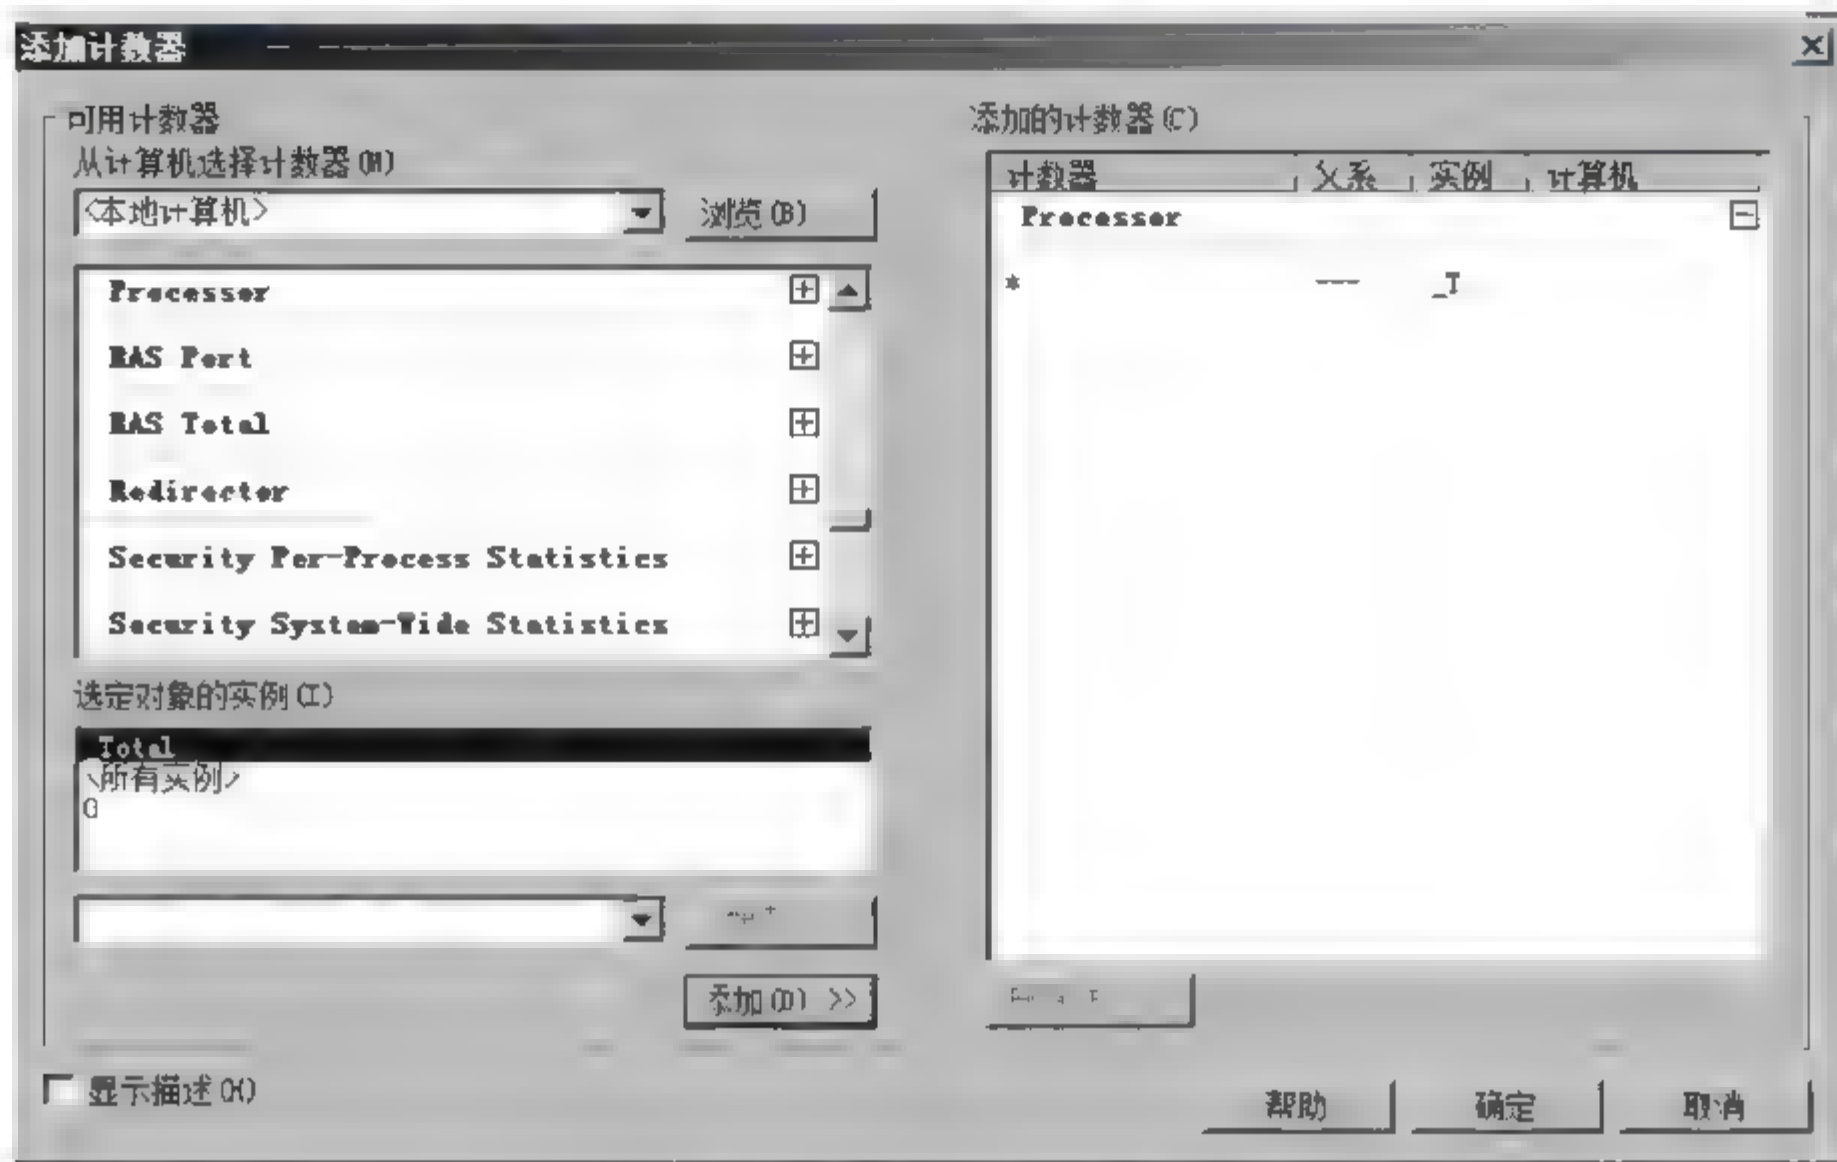 添加计数器
可用计数器
从计算机选择计数器(M)
<本地计算机>
浏览(B)
Processor
RAS Port
RAS Total
Redirector
Security Per-Process Statistics
Security System-Wide Statistics
选定对象的实例(I)
_Total
<所有实例>
0
添加(D) >>
显示描述(X)
添加的计数器(C)
计数器 父系 实例 计算机
Processor
* --- _T
帮助 确定 取消